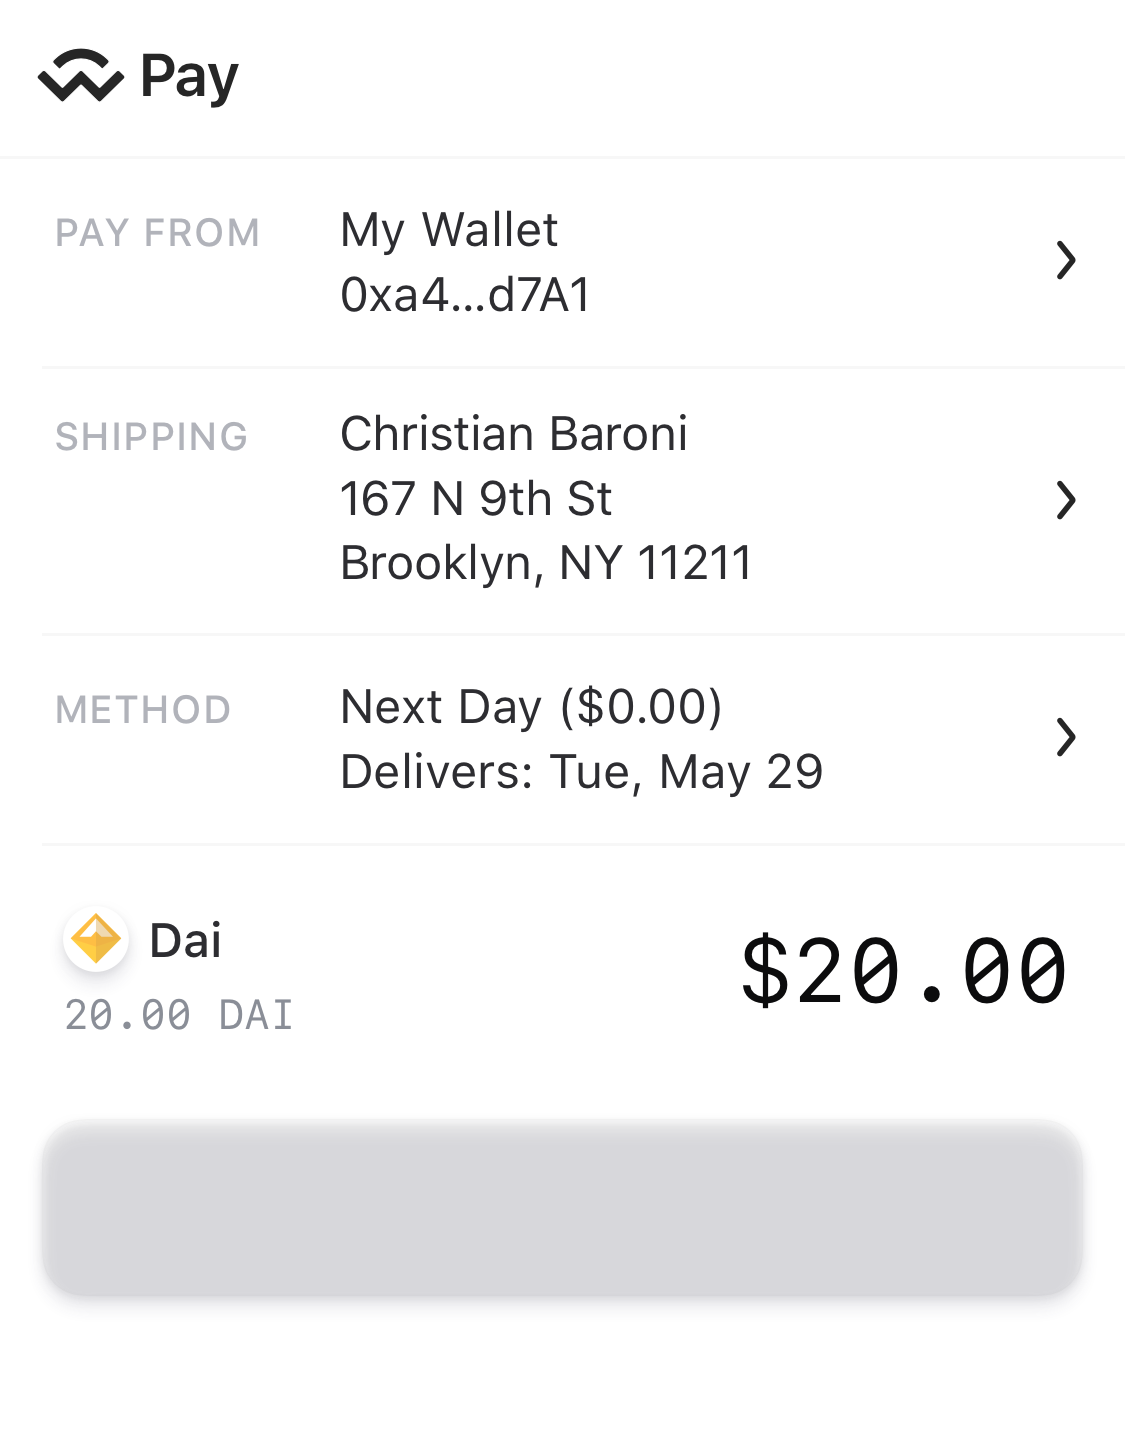 Pay
PAY FROM
My Wallet
0xa4...d7A1
SHIPPING
Christian Baroni
167 N 9th St
Brooklyn, NY 11211
METHOD
Next Day ($0.00)
Delivers: Tue, May 29
Dai
20.00 DAI
$20.00